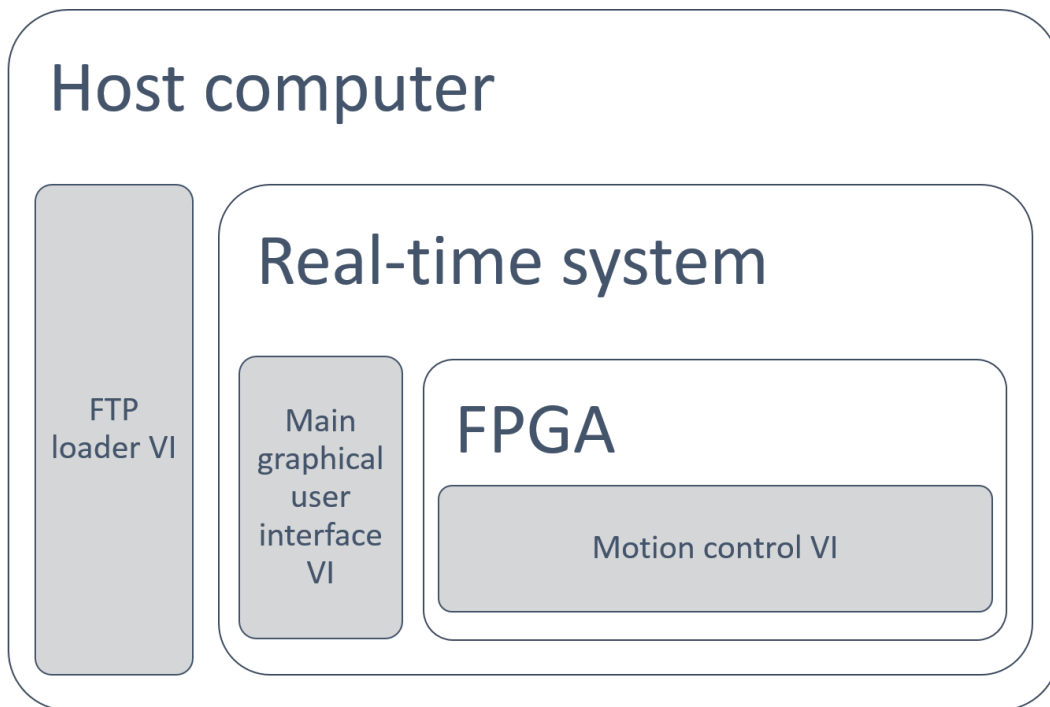 Host computer
Real-time system
FTP
loader VI
Main
graphical
user
interface
VI
FPGA
Motion control VI